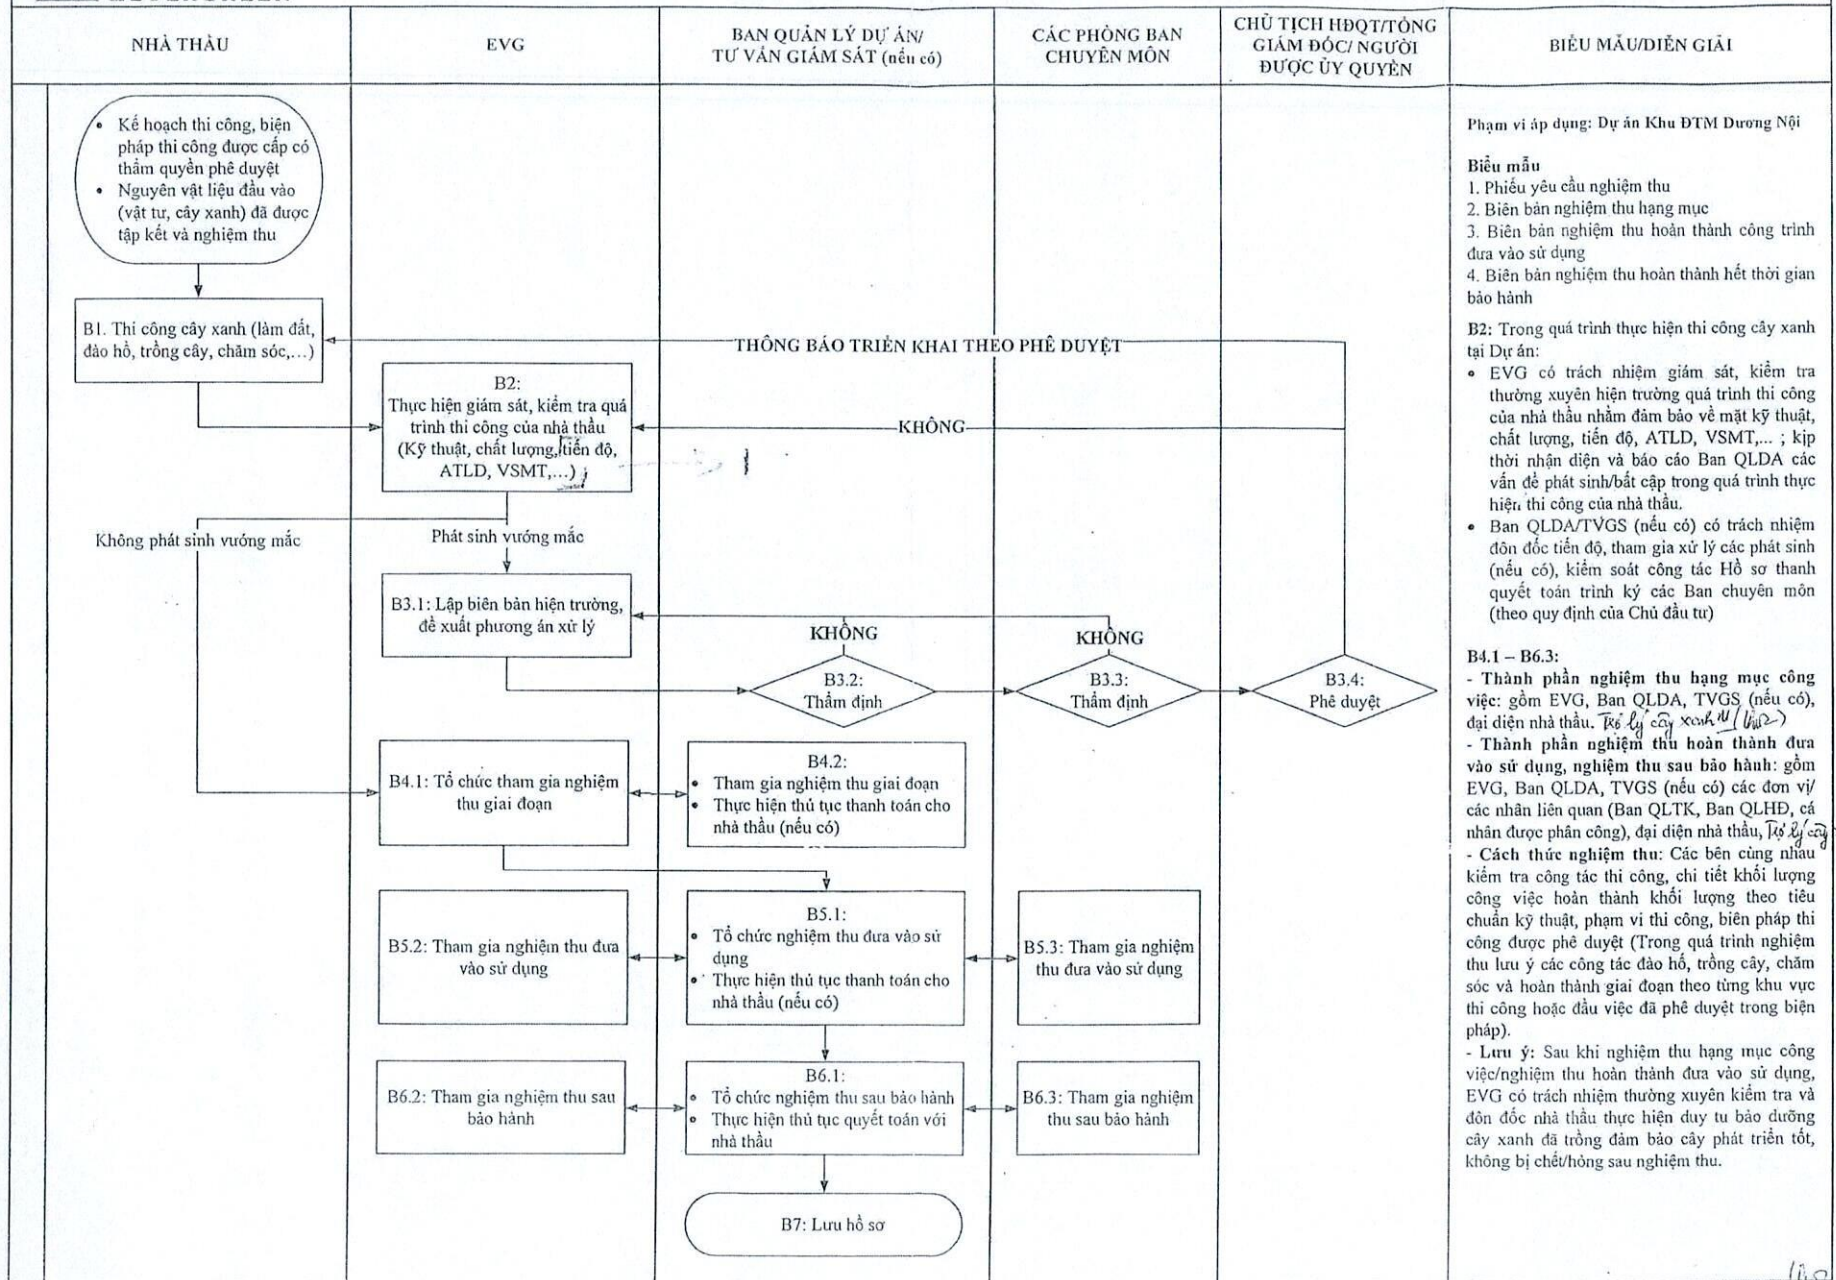 NHÀ THẦU
EVG
BAN QUẢN LÝ DỰ ÁN/
TƯ VẤN GIÁM SÁT (nếu có)
CÁC PHÒNG BAN
CHUYÊN MÔN
CHỦ TỊCH HĐQT/TỔNG
GIÁM ĐỐC/ NGƯỜI
ĐƯỢC ỦY QUYỀN
BIỂU MẪU/DIỄN GIẢI
• Kế hoạch thi công, biện
pháp thi công được cấp có
thẩm quyền phê duyệt
• Nguyên vật liệu đầu vào
(vật tư, cây xanh) đã được
tập kết và nghiệm thu
B1. Thi công cây xanh (làm đất,
đào hố, trồng cây, chăm sóc,...)
THÔNG BÁO TRIỂN KHAI THEO PHÊ DUYỆT
B2:
Thực hiện giám sát, kiểm tra quá
trình thi công của nhà thầu
(Kỹ thuật, chất lượng, tiến độ,
ATLD, VSMT,...)
KHÔNG
Không phát sinh vướng mắc
Phát sinh vướng mắc
B3.1: Lập biên bản hiện trường,
đề xuất phương án xử lý
KHÔNG
KHÔNG
B3.2:
Thẩm định
B3.3:
Thẩm định
B3.4:
Phê duyệt
B4.1: Tổ chức tham gia nghiệm
thu giai đoạn
B4.2:
• Tham gia nghiệm thu giai đoạn
• Thực hiện thủ tục thanh toán cho
nhà thầu (nếu có)
B5.2: Tham gia nghiệm thu đưa
vào sử dụng
B5.1:
• Tổ chức nghiệm thu đưa vào sử
dụng
• Thực hiện thủ tục thanh toán cho
nhà thầu (nếu có)
B5.3: Tham gia nghiệm
thu đưa vào sử dụng
B6.2: Tham gia nghiệm thu sau
bảo hành
B6.1:
• Tổ chức nghiệm thu sau bảo hành
• Thực hiện thủ tục quyết toán với
nhà thầu
B6.3: Tham gia nghiệm
thu sau bảo hành
B7: Lưu hồ sơ
Phạm vi áp dụng: Dự án Khu ĐTM Dương Nội
Biểu mẫu
1. Phiếu yêu cầu nghiệm thu
2. Biên bản nghiệm thu hạng mục
3. Biên bản nghiệm thu hoàn thành công trình
đưa vào sử dụng
4. Biên bản nghiệm thu hoàn thành hết thời gian
bảo hành
B2: Trong quá trình thực hiện thi công cây xanh
tại Dự án:
• EVG có trách nhiệm giám sát, kiểm tra
thường xuyên hiện trường quá trình thi công
của nhà thầu nhằm đảm bảo về mặt kỹ thuật,
chất lượng, tiến độ, ATLD, VSMT,... ; kịp
thời nhận diện và báo cáo Ban QLDA các
vấn đề phát sinh/bất cập trong quá trình thực
hiện thi công của nhà thầu.
• Ban QLDA/TVGS (nếu có) có trách nhiệm
đôn đốc tiến độ, tham gia xử lý các phát sinh
(nếu có), kiểm soát công tác Hồ sơ thanh
quyết toán trình ký các Ban chuyên môn
(theo quy định của Chủ đầu tư)
B4.1 – B6.3:
- Thành phần nghiệm thu hạng mục công
việc: gồm EVG, Ban QLDA, TVGS (nếu có),
đại diện nhà thầu. Trợ lý cây xanh
- Thành phần nghiệm thu hoàn thành đưa
vào sử dụng, nghiệm thu sau bảo hành: gồm
EVG, Ban QLDA, TVGS (nếu có) các đơn vị/
các nhân liên quan (Ban QLTK, Ban QLHĐ, cá
nhân được phân công), đại diện nhà thầu, Trợ lý cây
- Cách thức nghiệm thu: Các bên cùng nhau
kiểm tra công tác thi công, chi tiết khối lượng
công việc hoàn thành khối lượng theo tiêu
chuẩn kỹ thuật, phạm vi thi công, biên pháp thi
công được phê duyệt (Trong quá trình nghiệm
thu lưu ý các công tác đào hố, trồng cây, chăm
sóc và hoàn thành giai đoạn theo từng khu vực
thi công hoặc đầu việc đã phê duyệt trong biện
pháp).
- Lưu ý: Sau khi nghiệm thu hạng mục công
việc/nghiệm thu hoàn thành đưa vào sử dụng,
EVG có trách nhiệm thường xuyên kiểm tra và
đôn đốc nhà thầu thực hiện duy tu bảo dưỡng
cây xanh đã trồng đảm bảo cây phát triển tốt,
không bị chết/hỏng sau nghiệm thu.